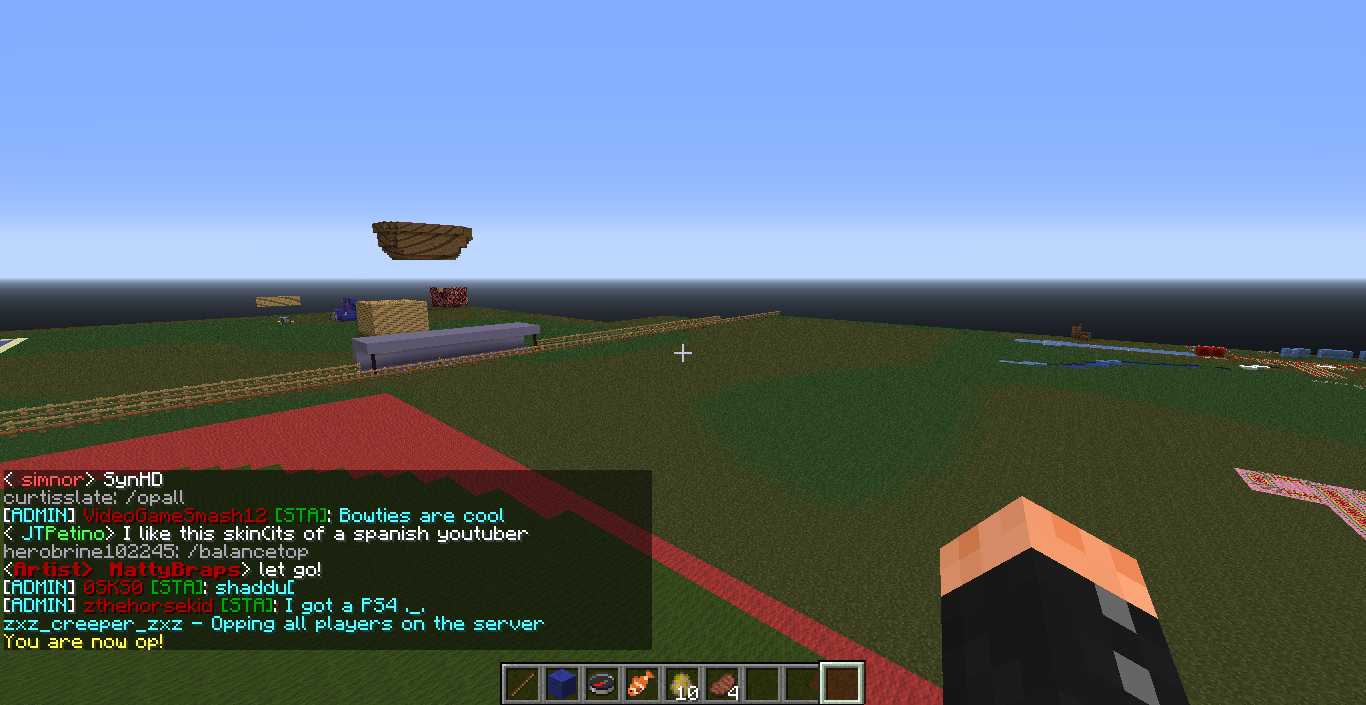 < simnor> SynHD
curtisslate: /opall
[ADMIN] VideoGameSmash12 [STA]: Bowties are cool
< JTPetino> I like this skin(its of a spanish youtuber
herobrine102245: /balancetop
<Artist> MattyBraps> let go!
[ADMIN] OSKSO [STA]: shaddu[
[ADMIN] zthehorsekid [STA]: I got a PS4 ._.
zxz_creeper_zxz - Opping all players on the server
You are now op!
10 4